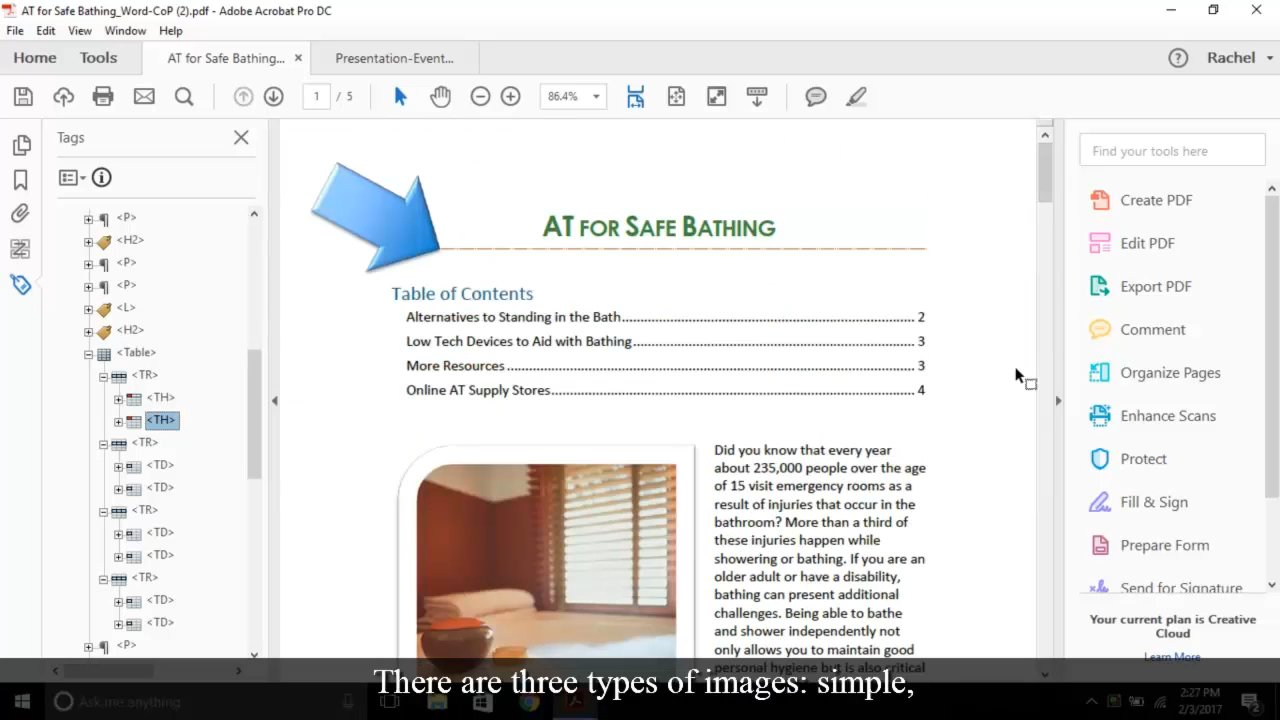 AT for Safe Bathing_Word-CoP (2).pdf - Adobe Acrobat Pro DC
File Edit View Window Help
Home Tools AT for Safe Bathing... × Presentation-Event... Rachel
1 / 5 86.4%
Tags
Find your tools here
<P>
<H2>
<P>
<P>
<L>
<H2>
<Table>
<TR>
<TH>
<TH>
<TR>
<TD>
<TD>
<TR>
<TD>
<TD>
<TR>
<TD>
<TD>
<P>
AT FOR SAFE BATHING
Table of Contents
Alternatives to Standing in the Bath.......... 2
Low Tech Devices to Aid with Bathing.......... 3
More Resources .......... 3
Online AT Supply Stores.......... 4
Did you know that every year
about 235,000 people over the age
of 15 visit emergency rooms as a
result of injuries that occur in the
bathroom? More than a third of
these injuries happen while
showering or bathing. If you are an
older adult or have a disability,
bathing can present additional
challenges. Being able to bathe
and shower independently not
only allows you to maintain good
personal hygiene but is also critical
Create PDF
Edit PDF
Export PDF
Comment
Organize Pages
Enhance Scans
Protect
Fill & Sign
Prepare Form
Send for Signature
Your current plan is Creative
Cloud
Learn More
There are three types of images: simple,
Ask me anything
2:27 PM
2/3/2017
2